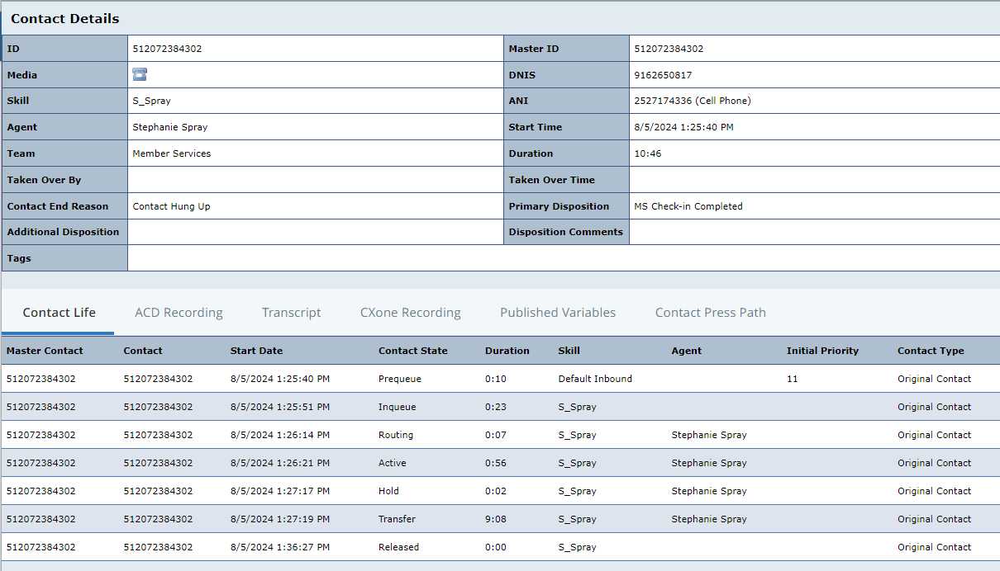 Contact Details
ID 512072384302 Master ID 512072384302
Media DNIS 9162650817
Skill S_Spray ANI 2527174336 (Cell Phone)
Agent Stephanie Spray Start Time 8/5/2024 1:25:40 PM
Team Member Services Duration 10:46
Taken Over By Taken Over Time
Contact End Reason Contact Hung Up Primary Disposition MS Check-in Completed
Additional Disposition Disposition Comments
Tags
Contact Life ACD Recording Transcript CXone Recording Published Variables Contact Press Path
Master Contact Contact Start Date Contact State Duration Skill Agent Initial Priority Contact Type
512072384302 512072384302 8/5/2024 1:25:40 PM Prequeue 0:10 Default Inbound 11 Original Contact
512072384302 512072384302 8/5/2024 1:25:51 PM Inqueue 0:23 S_Spray Original Contact
512072384302 512072384302 8/5/2024 1:26:14 PM Routing 0:07 S_Spray Stephanie Spray Original Contact
512072384302 512072384302 8/5/2024 1:26:21 PM Active 0:56 S_Spray Stephanie Spray Original Contact
512072384302 512072384302 8/5/2024 1:27:17 PM Hold 0:02 S_Spray Stephanie Spray Original Contact
512072384302 512072384302 8/5/2024 1:27:19 PM Transfer 9:08 S_Spray Stephanie Spray Original Contact
512072384302 512072384302 8/5/2024 1:36:27 PM Released 0:00 S_Spray Original Contact